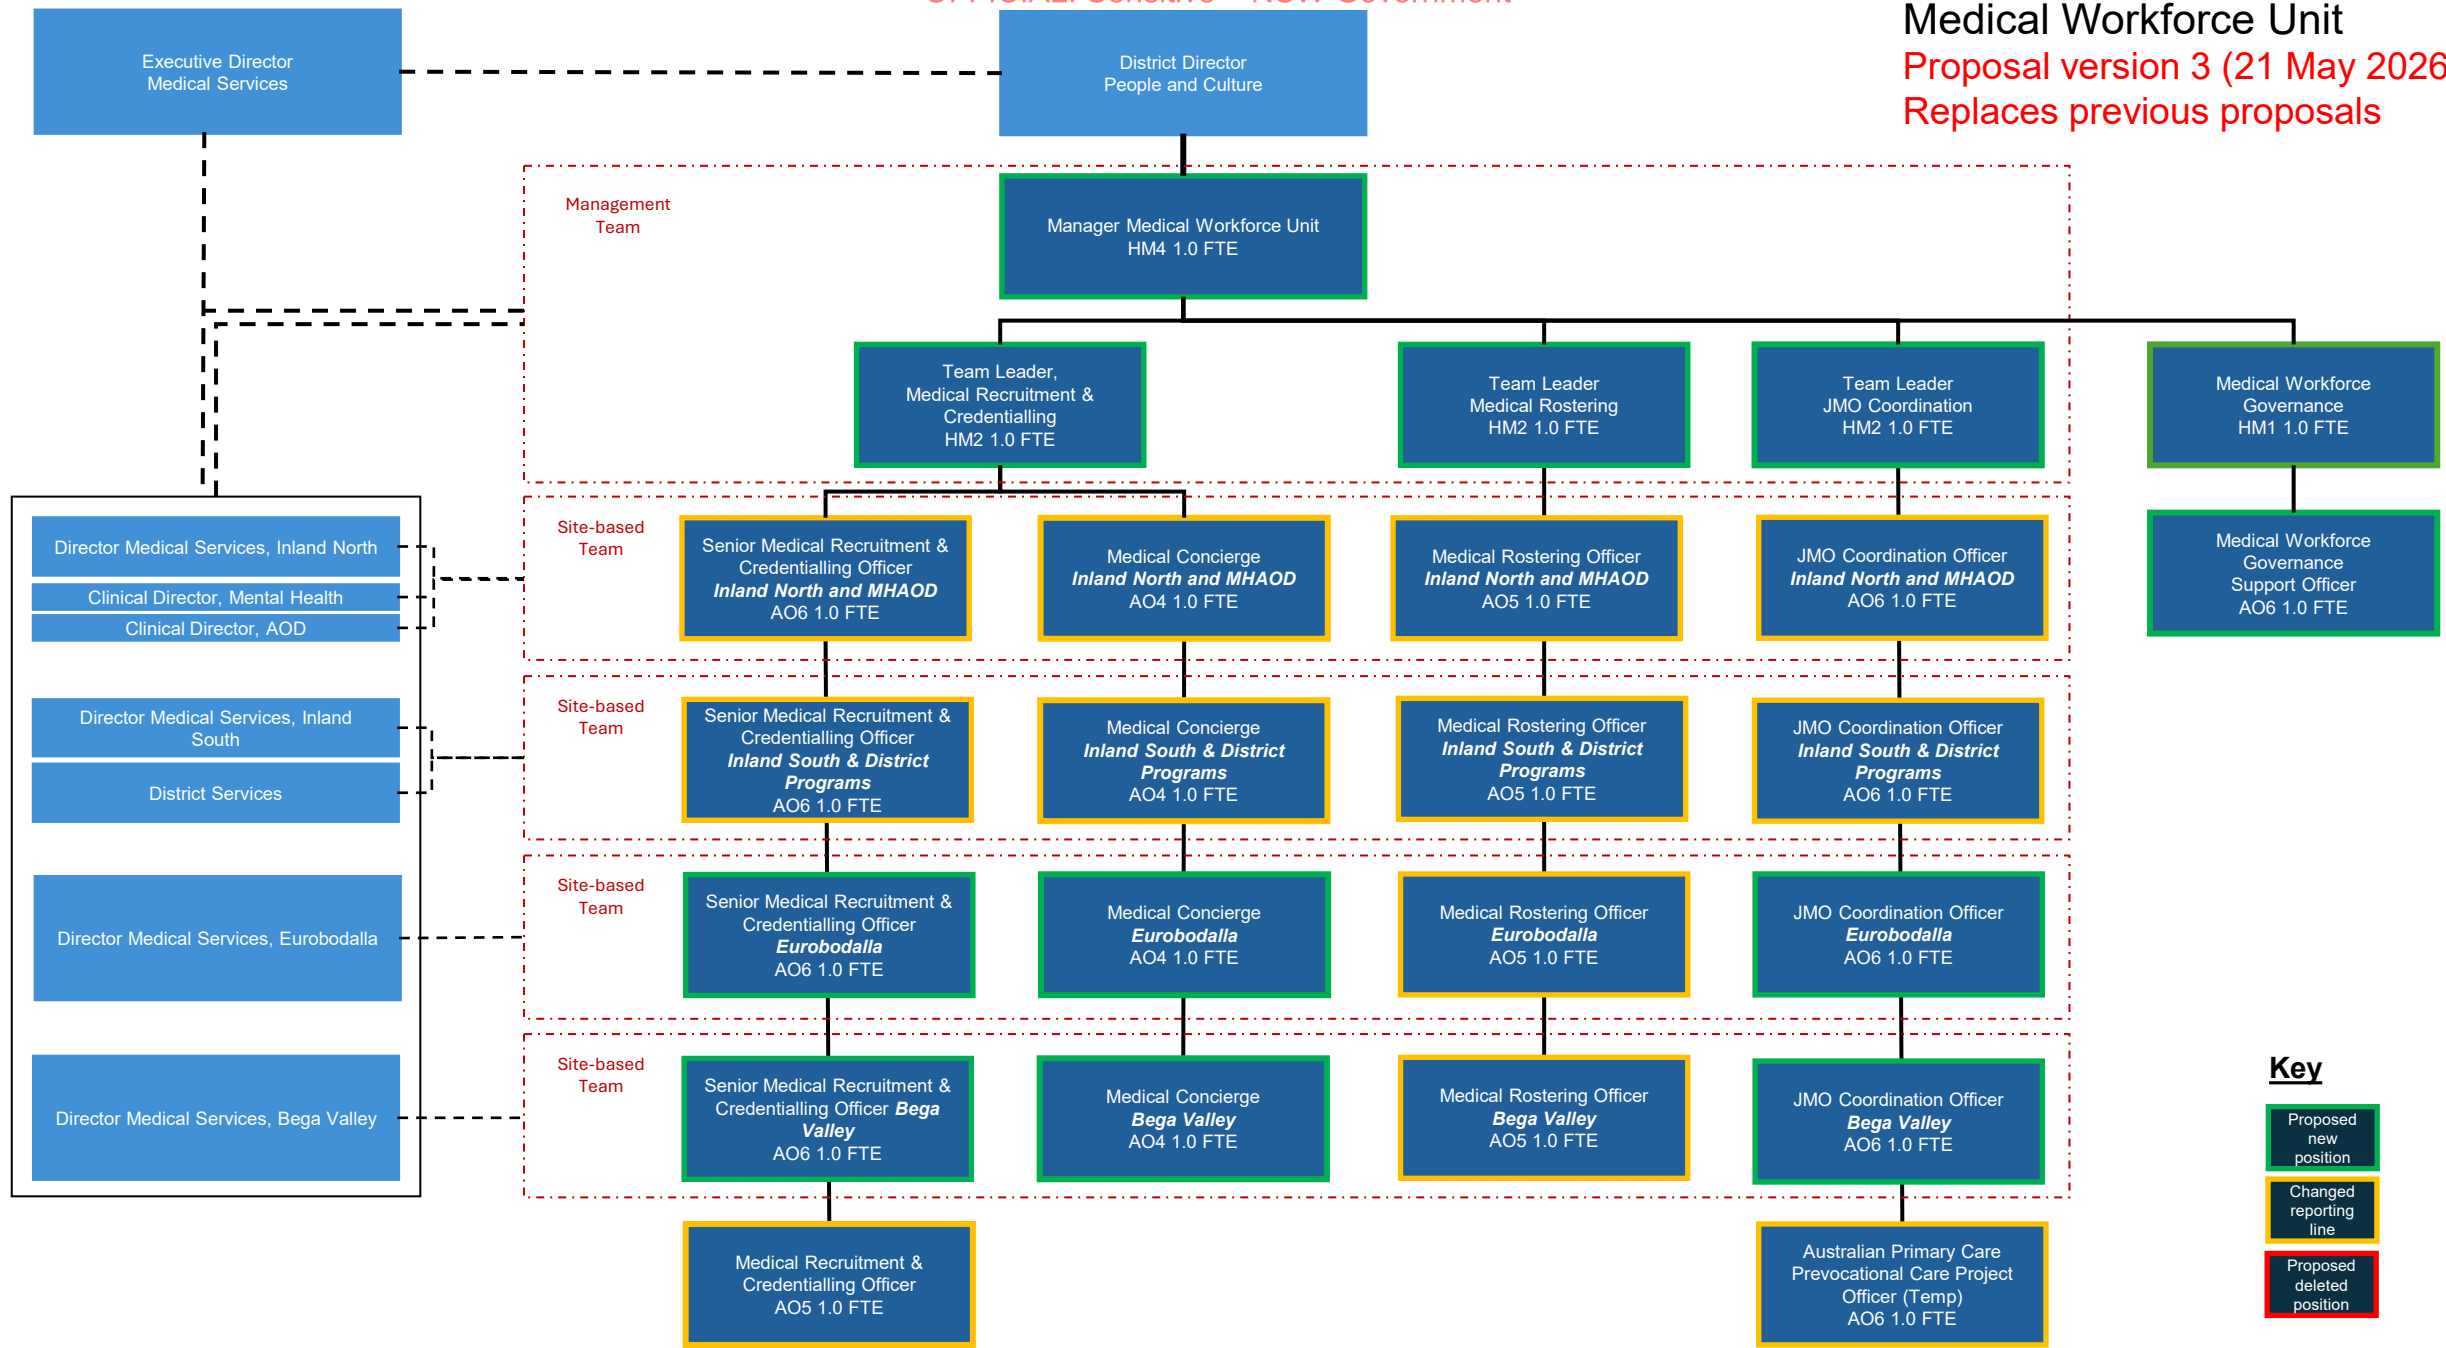 OFFICIAL: Sensitive – NSW Government
Medical Workforce Unit
Proposal version 3 (21 May 2026
Replaces previous proposals
Executive Director
Medical Services
District Director
People and Culture
Management
Team
Manager Medical Workforce Unit
HM4 1.0 FTE
Team Leader,
Medical Recruitment &
Credentialling
HM2 1.0 FTE
Team Leader
Medical Rostering
HM2 1.0 FTE
Team Leader
JMO Coordination
HM2 1.0 FTE
Medical Workforce
Governance
HM1 1.0 FTE
Director Medical Services, Inland North
Clinical Director, Mental Health
Clinical Director, AOD
Site-based
Team
Senior Medical Recruitment &
Credentialling Officer
Inland North and MHAOD
AO6 1.0 FTE
Medical Concierge
Inland North and MHAOD
AO4 1.0 FTE
Medical Rostering Officer
Inland North and MHAOD
AO5 1.0 FTE
JMO Coordination Officer
Inland North and MHAOD
AO6 1.0 FTE
Medical Workforce
Governance
Support Officer
AO6 1.0 FTE
Director Medical Services, Inland
South
District Services
Site-based
Team
Senior Medical Recruitment &
Credentialling Officer
Inland South & District
Programs
AO6 1.0 FTE
Medical Concierge
Inland South & District
Programs
AO4 1.0 FTE
Medical Rostering Officer
Inland South & District
Programs
AO5 1.0 FTE
JMO Coordination Officer
Inland South & District
Programs
AO6 1.0 FTE
Director Medical Services, Eurobodalla
Site-based
Team
Senior Medical Recruitment &
Credentialling Officer
Eurobodalla
AO6 1.0 FTE
Medical Concierge
Eurobodalla
AO4 1.0 FTE
Medical Rostering Officer
Eurobodalla
AO5 1.0 FTE
JMO Coordination Officer
Eurobodalla
AO6 1.0 FTE
Director Medical Services, Bega Valley
Site-based
Team
Senior Medical Recruitment &
Credentialling Officer Bega
Valley
AO6 1.0 FTE
Medical Concierge
Bega Valley
AO4 1.0 FTE
Medical Rostering Officer
Bega Valley
AO5 1.0 FTE
JMO Coordination Officer
Bega Valley
AO6 1.0 FTE
Medical Recruitment &
Credentialling Officer
AO5 1.0 FTE
Australian Primary Care
Prevocational Care Project
Officer (Temp)
AO6 1.0 FTE
Key
Proposed
new
position
Changed
reporting
line
Proposed
deleted
position